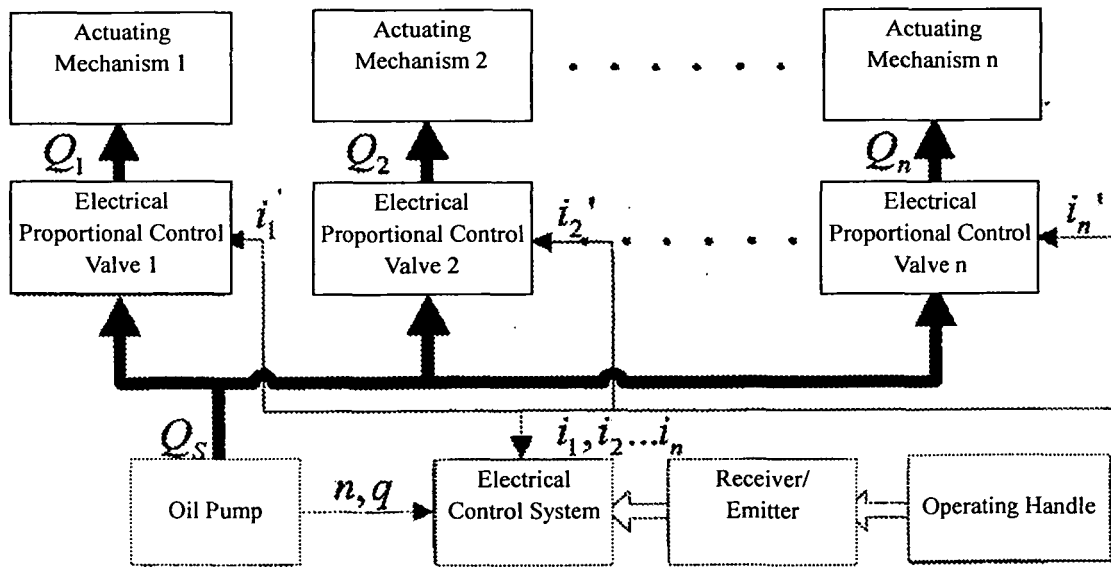 Actuating
Mechanism 1
Actuating
Mechanism 2
Actuating
Mechanism n
Q1
Q2
Qn
Electrical
Proportional Control
Valve 1
i1'
Electrical
Proportional Control
Valve 2
i2'
Electrical
Proportional Control
Valve n
in'
QS
i1, i2...in
Oil Pump
n, q
Electrical
Control System
Receiver/
Emitter
Operating Handle